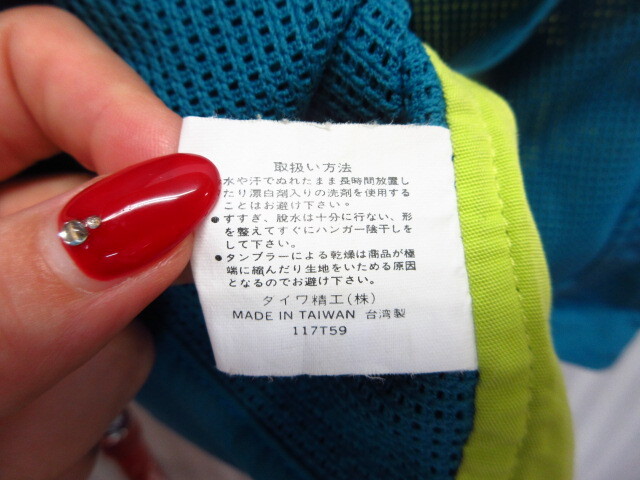 取扱い方法
水や汗でぬれたまま長時間放置し
たり漂白剤入りの洗剤を使用する
ことはお避け下さい。
●すすぎ、脱水は十分に行ない、形
を整えてすぐにハンガー陰干しを
して下さい。
●タンブラーによる乾燥は商品が極
端に縮んだり生地をいためる原因
となるのでお避け下さい。
ダイワ精工(株)
MADE IN TAIWAN 台湾製
117T59